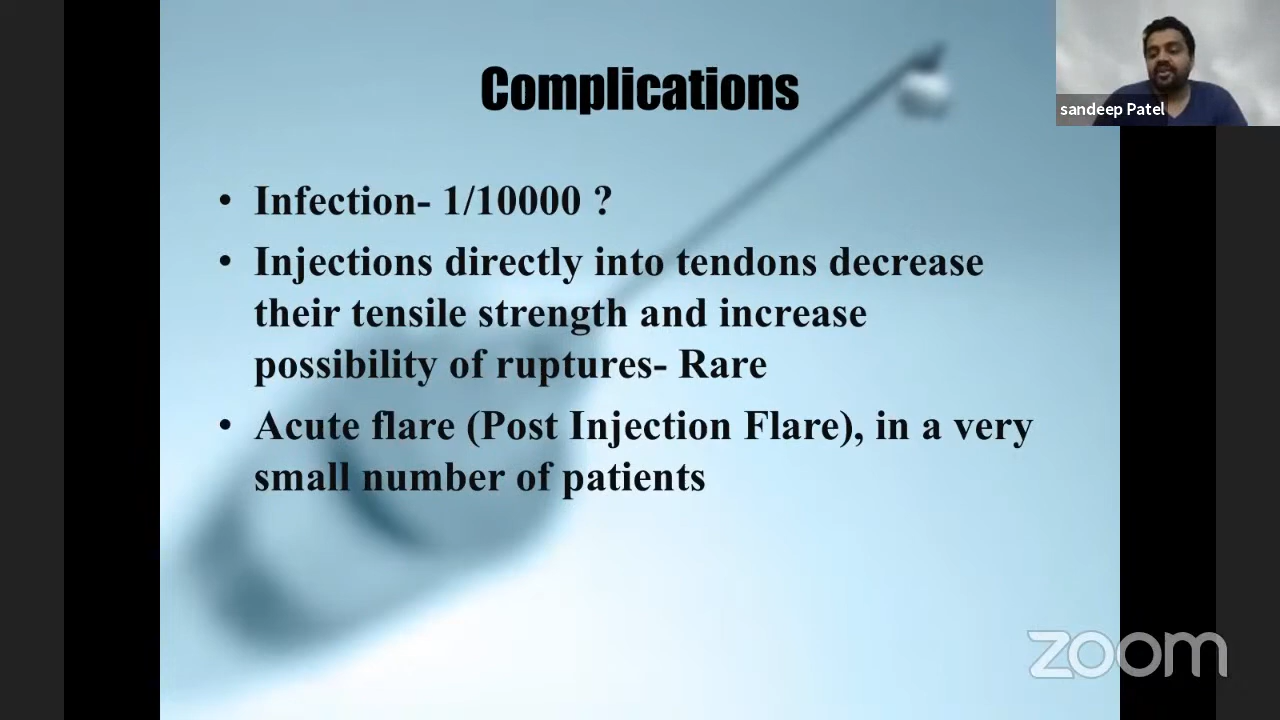 Complications
sandeep Patel
• Infection- 1/10000 ?
• Injections directly into tendons decrease
their tensile strength and increase
possibility of ruptures- Rare
• Acute flare (Post Injection Flare), in a very
small number of patients
zoom